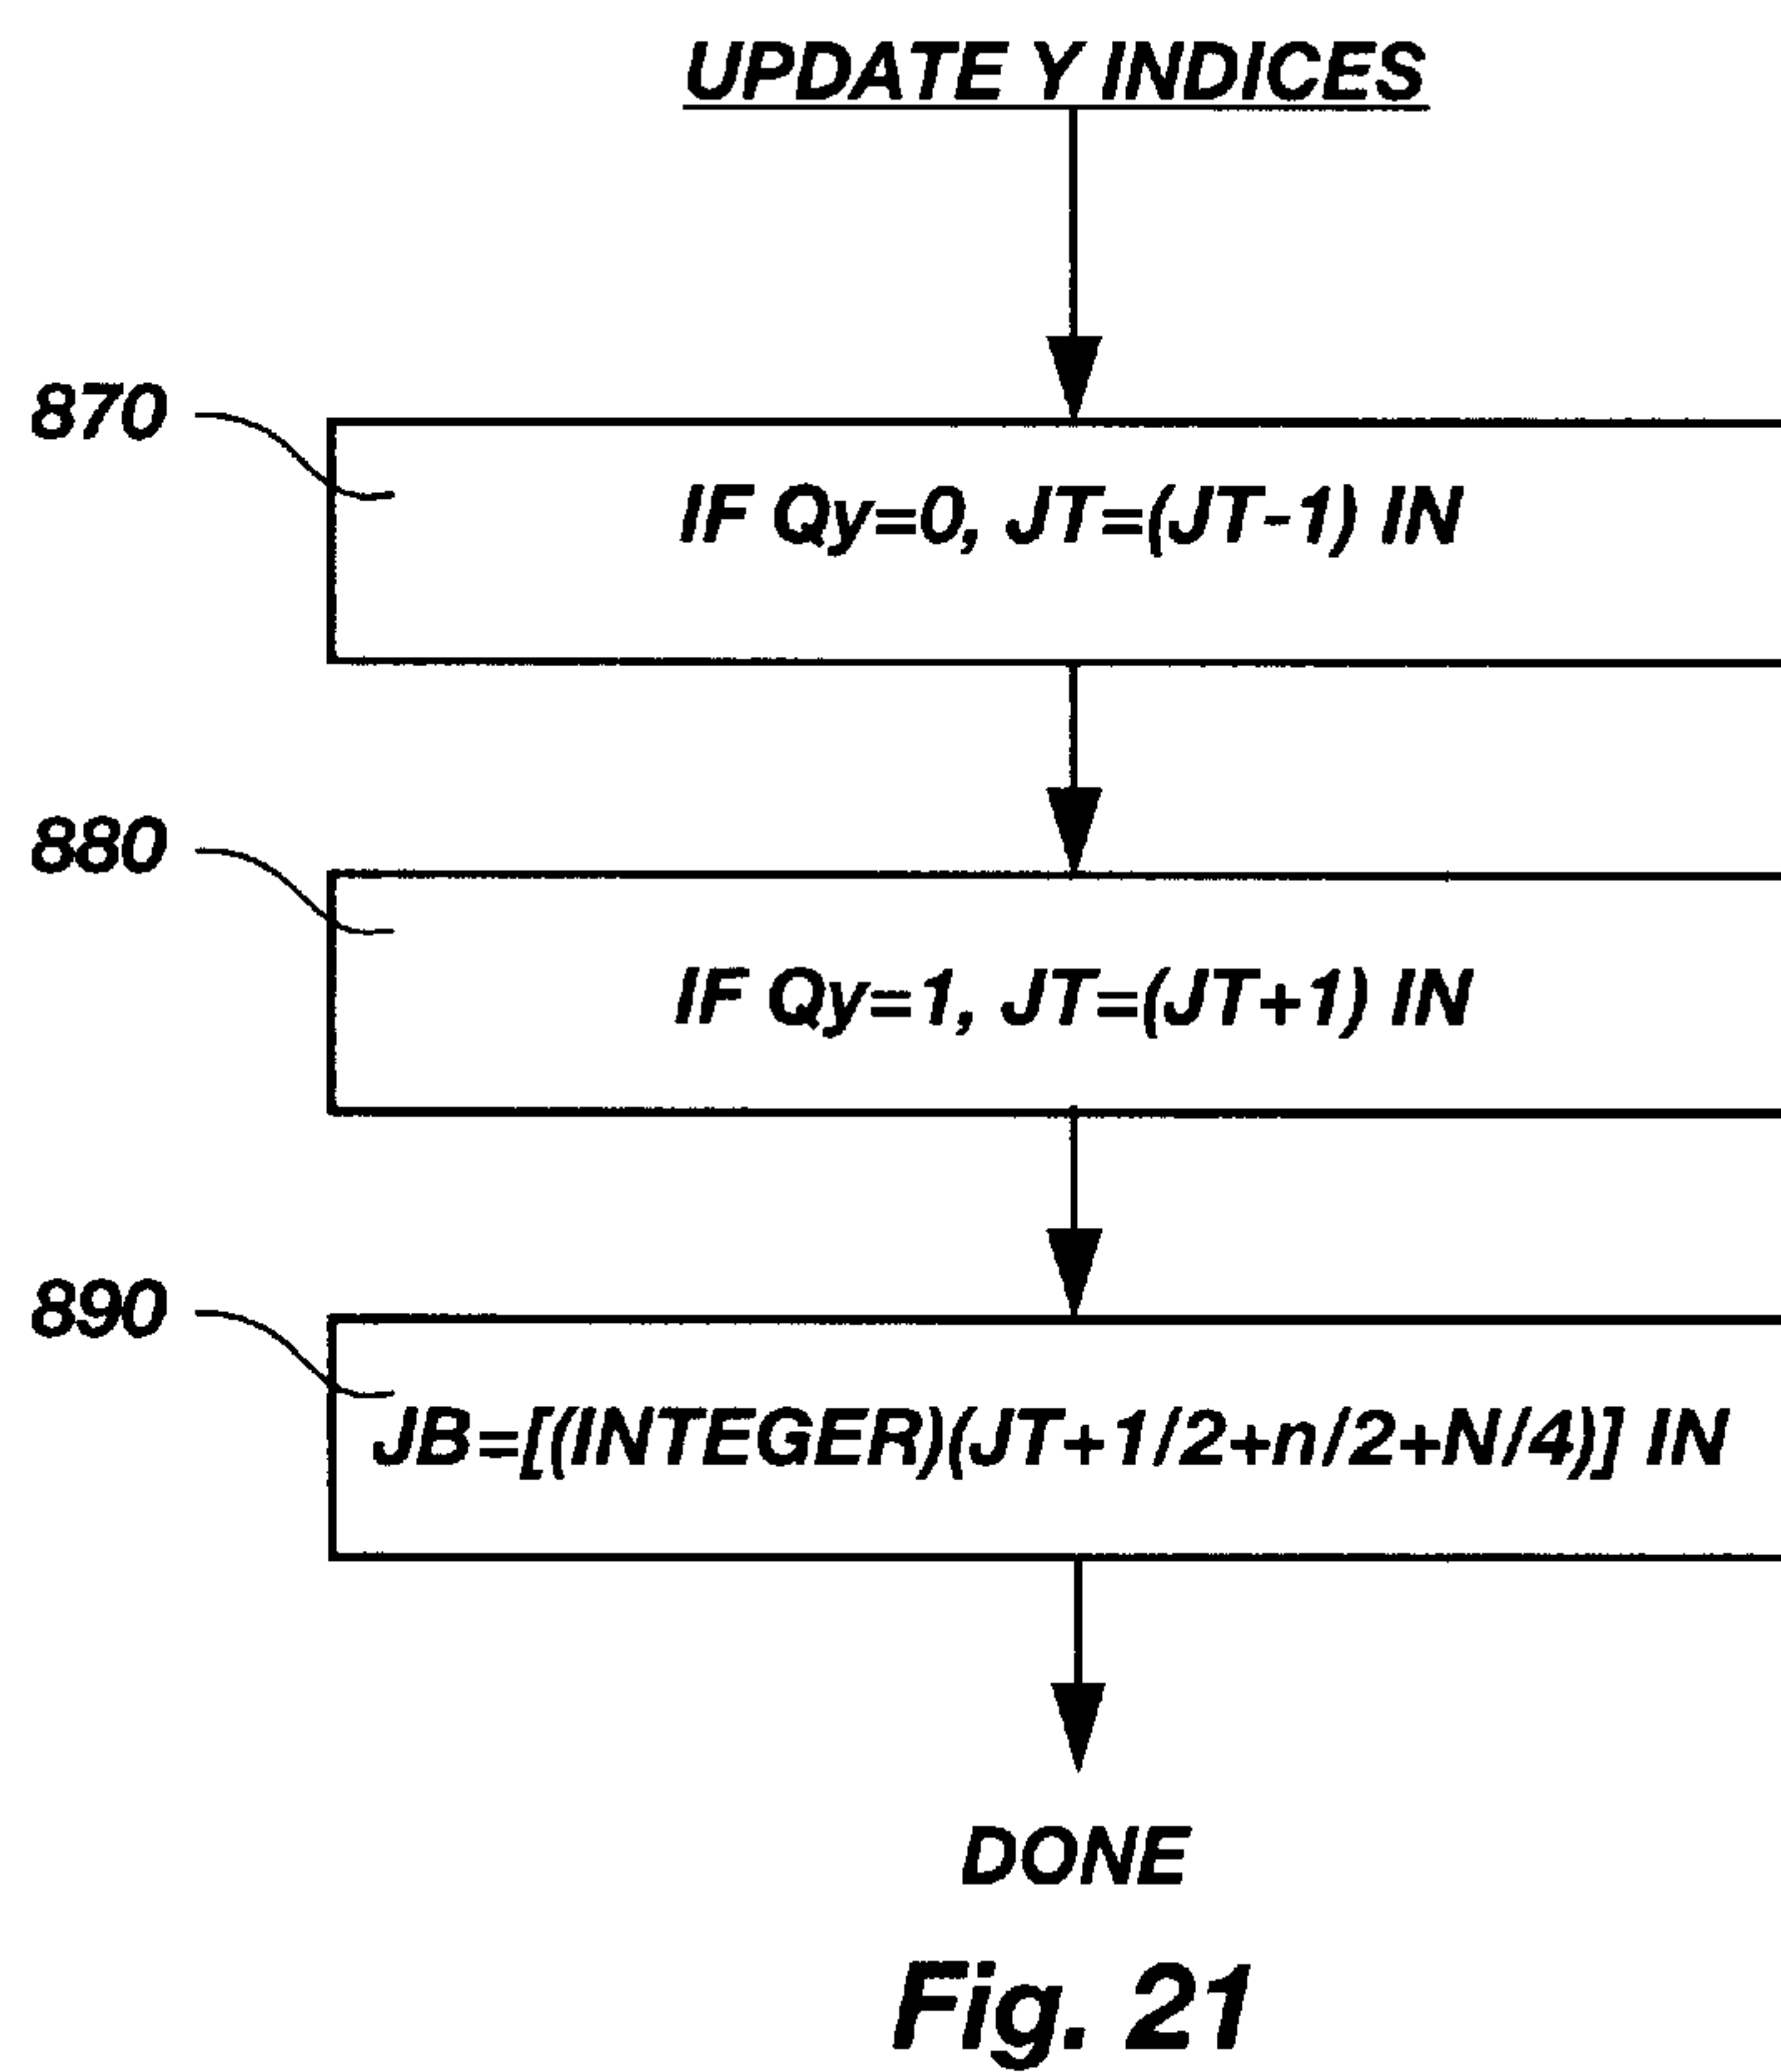 UPDATE Y INDICES
870
IF Qy=0, JT=(JT-1) IN
880
IF Qy=1, JT=(JT+1) IN
890
JB=[(INTEGER)(JT+1/2+n/2+N/4)] IN
DONE
Fig. 21